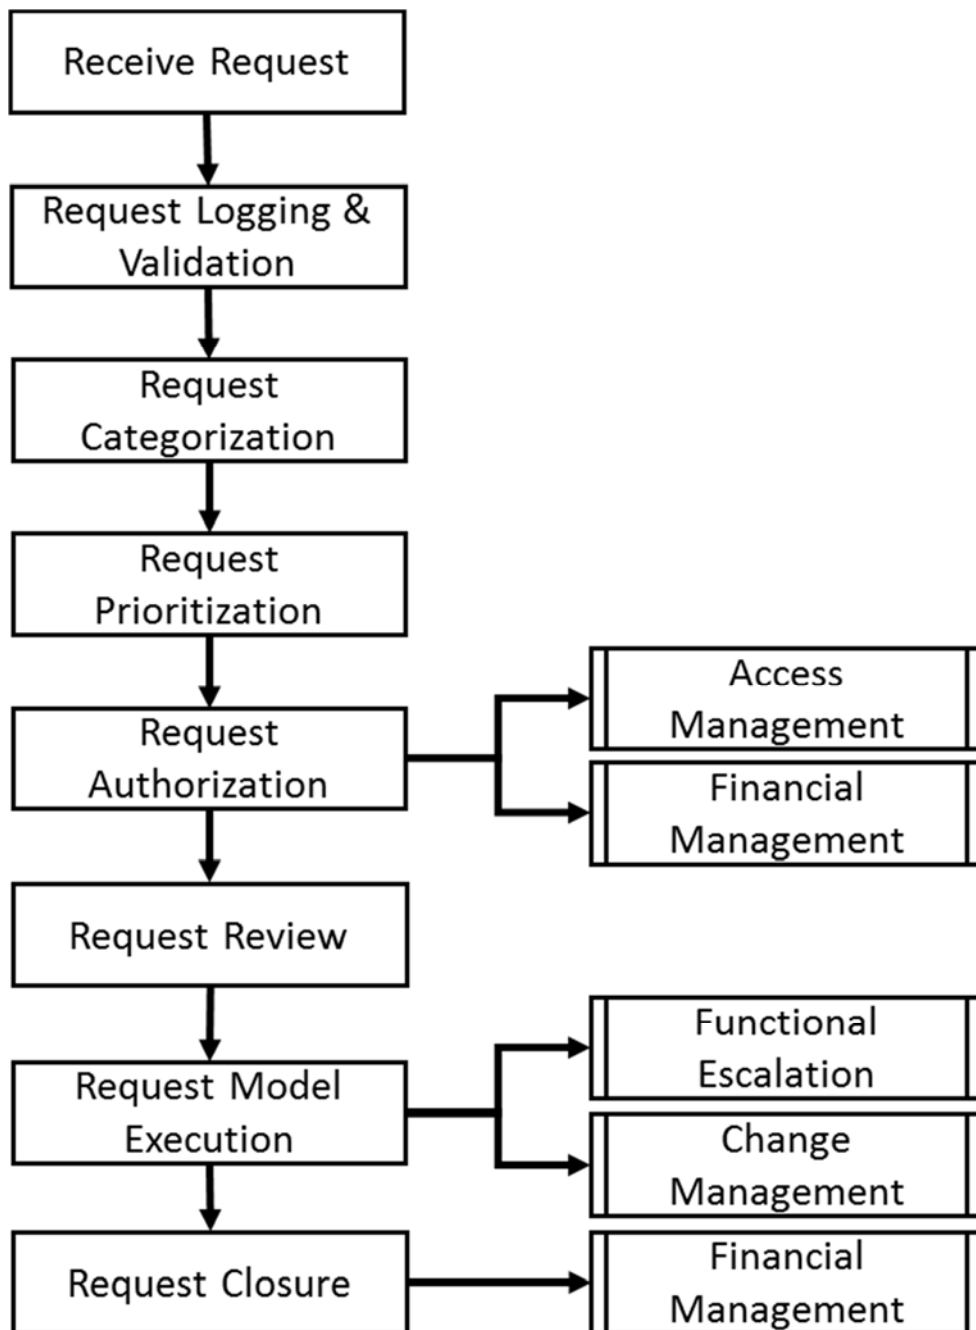 Receive Request
Request Logging &
Validation
Request
Categorization
Request
Prioritization
Request
Authorization
Access
Management
Financial
Management
Request Review
Request Model
Execution
Functional
Escalation
Change
Management
Request Closure
Financial
Management